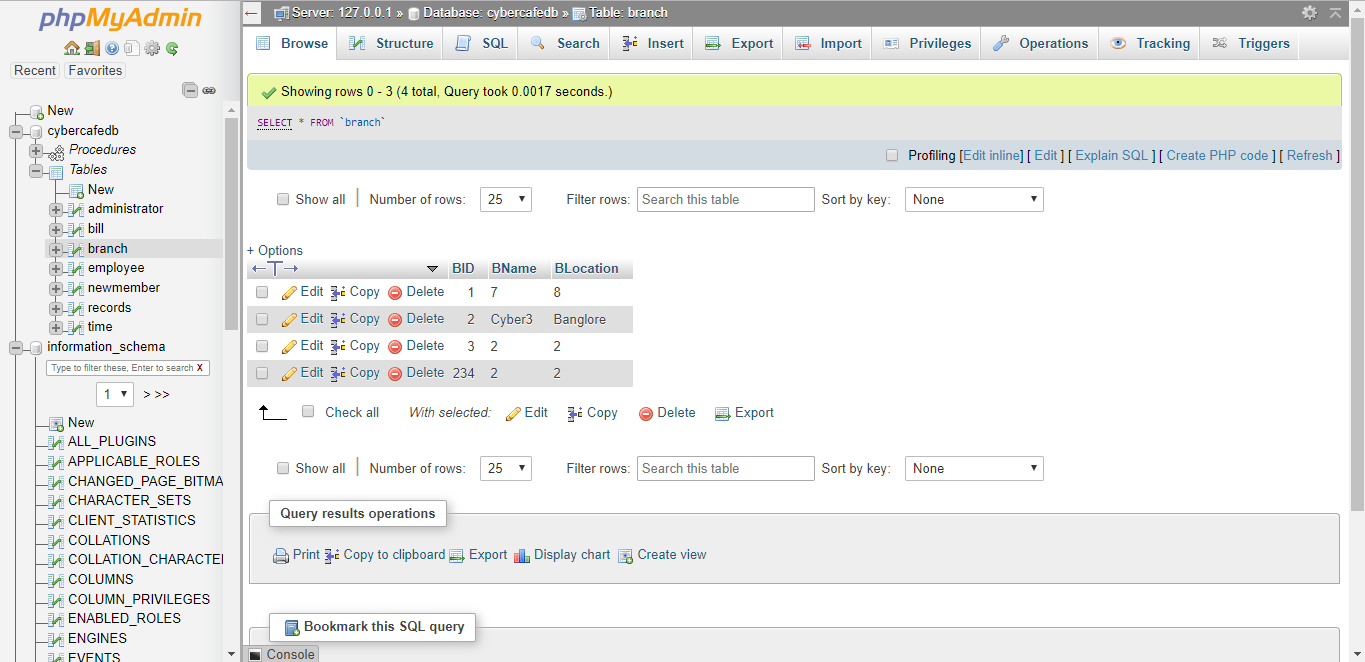 phpMyAdmin
Recent Favorites
New
cybercafedb
Procedures
Tables
New
administrator
bill
branch
employee
newmember
records
time
information_schema
Type to filter these, Enter to search X
1 > >>
New
ALL_PLUGINS
APPLICABLE_ROLES
CHANGED_PAGE_BITMA
CHARACTER_SETS
CLIENT_STATISTICS
COLLATIONS
COLLATION_CHARACTE
COLUMNS
COLUMN_PRIVILEGES
ENABLED_ROLES
ENGINES
EVENTS
Server: 127.0.0.1 » Database: cybercafedb » Table: branch
Browse Structure SQL Search Insert Export Import Privileges Operations Tracking Triggers
Showing rows 0 - 3 (4 total, Query took 0.0017 seconds.)
SELECT * FROM `branch`
Profiling [Edit inline] [ Edit ] [ Explain SQL ] [ Create PHP code ] [ Refresh ]
Show all | Number of rows: 25 Filter rows: Search this table Sort by key: None
+ Options
←T→ BID BName BLocation
Edit Copy Delete 1 7 8
Edit Copy Delete 2 Cyber3 Banglore
Edit Copy Delete 3 2 2
Edit Copy Delete 234 2 2
Check all With selected: Edit Copy Delete Export
Show all | Number of rows: 25 Filter rows: Search this table Sort by key: None
Query results operations
Print Copy to clipboard Export Display chart Create view
Bookmark this SQL query
Console